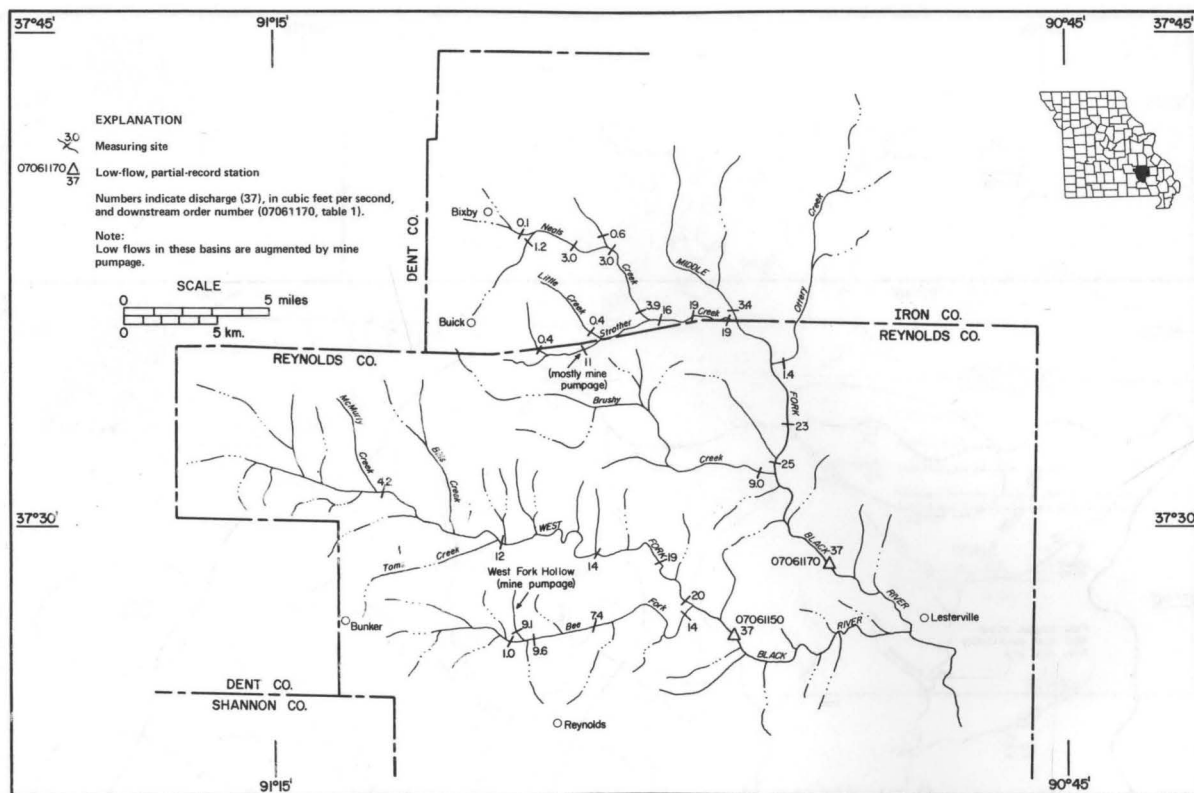 37°45'
91°15'
90°45'
37°45'
EXPLANATION
3.0
Measuring site
07061170
37
Low-flow, partial-record station
Numbers indicate discharge (37), in cubic feet per second,
and downstream order number (07061170, table 1).
Note:
Low flows in these basins are augmented by mine
pumpage.
SCALE
0 5 miles
0 5 km.
DENT CO.
Bixby
0.1
1.2
Neals
3.0
0.6
3.0
Creek
Little
Creek
0.4
Buick
Strother
3.9
16
19
Creek
MIDDLE
3.4
19
Ottery
Creek
IRON CO.
REYNOLDS CO.
REYNOLDS CO.
0.4
11
(mostly mine
pumpage)
1.4
FORK
23
Brushy
Creek
25
9.0
McMurty
Creek
4.2
Bills
Creek
37°30'
37°30'
Toms
Creek
12
WEST
14
FORK
19
West Fork Hollow
(mine pumpage)
BLACK
37
07061170
RIVER
Lesterville
Bunker
9.1
1.0
9.6
Bee
7.4
Fork
20
14
07061150
37
BLACK
RIVER
DENT CO.
SHANNON CO.
Reynolds
91°15'
90°45'